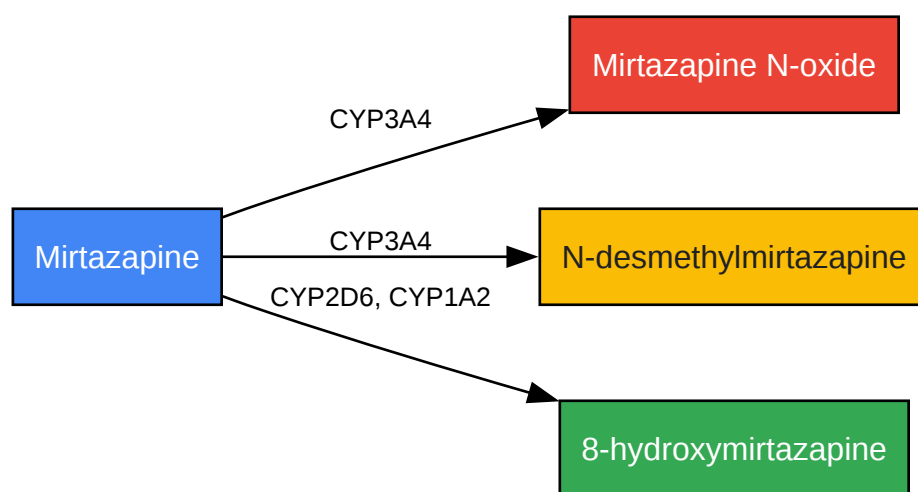 Mirtazapine N-oxide
CYP3A4
Mirtazapine
CYP3A4
N-desmethylmirtazapine
CYP2D6, CYP1A2
8-hydroxymirtazapine